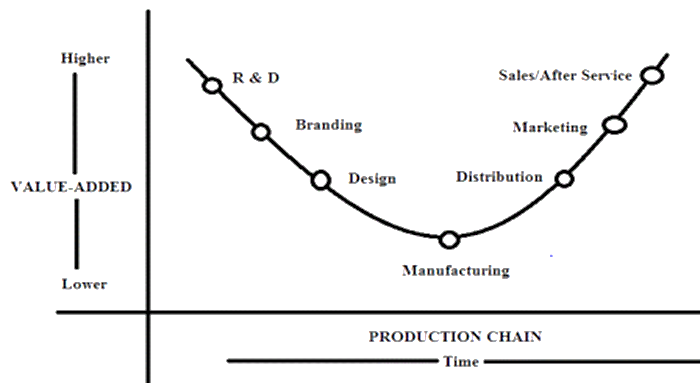 Higher
R & D
Sales/After Service
Branding
Marketing
Design
Distribution
VALUE-ADDED
Manufacturing
Lower
PRODUCTION CHAIN
Time